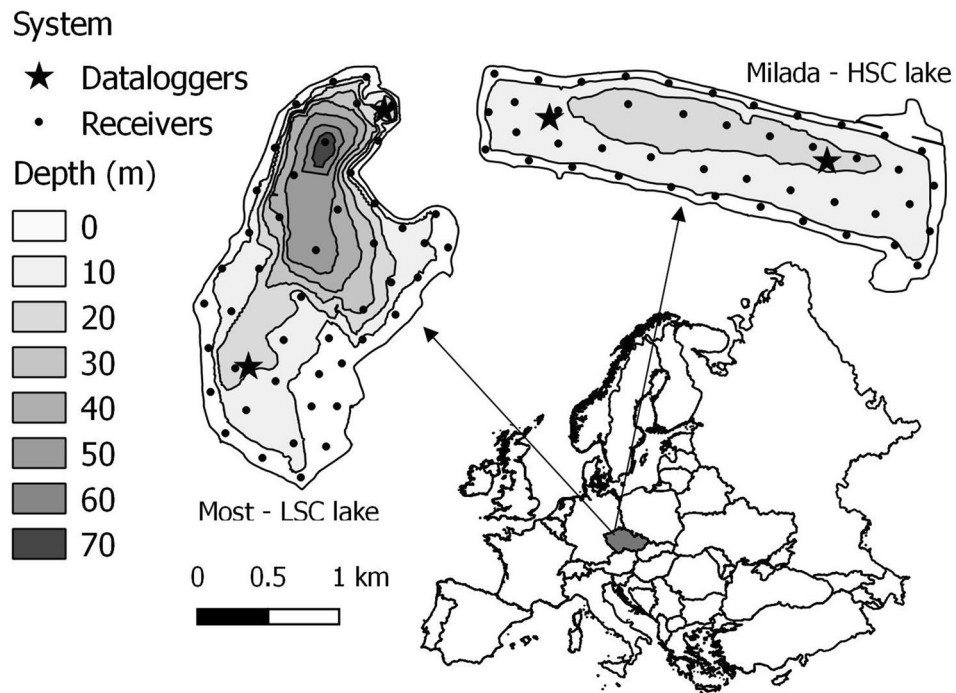 System
Dataloggers
Receivers
Depth (m)
0
10
20
30
40
50
60
70
Most - LSC lake
0 0.5 1 km
Milada - HSC lake